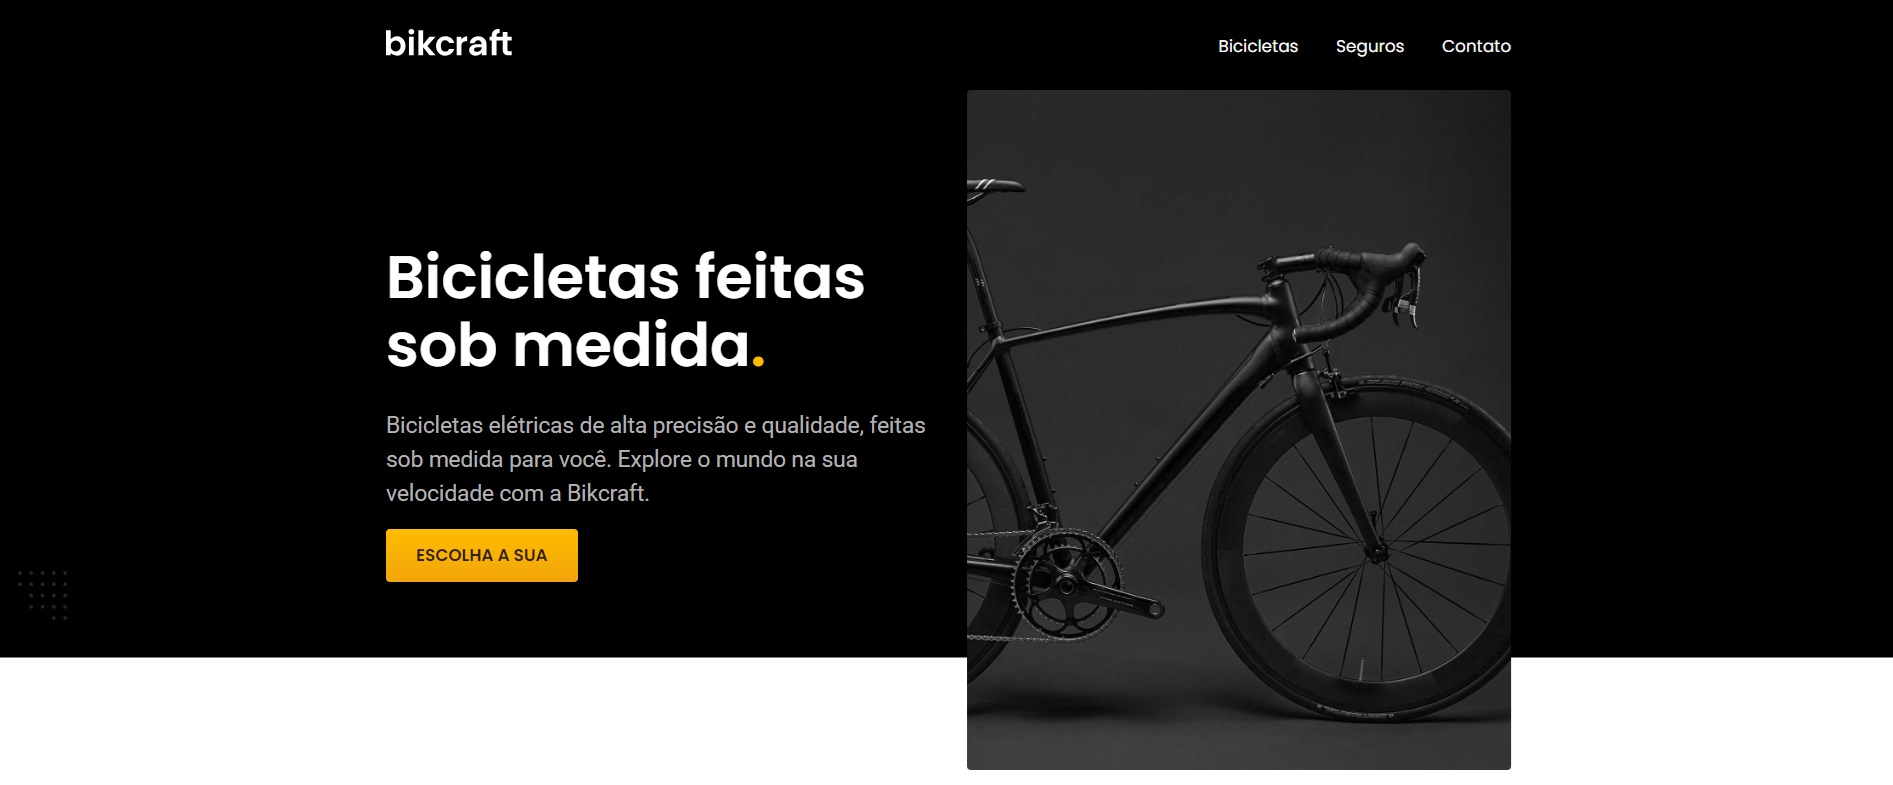 bikcraft
Bicicletas
Seguros
Contato
Bicicletas feitas
sob medida.
Bicicletas elétricas de alta precisão e qualidade, feitas
sob medida para você. Explore o mundo na sua
velocidade com a Bikcraft.
ESCOLHA A SUA